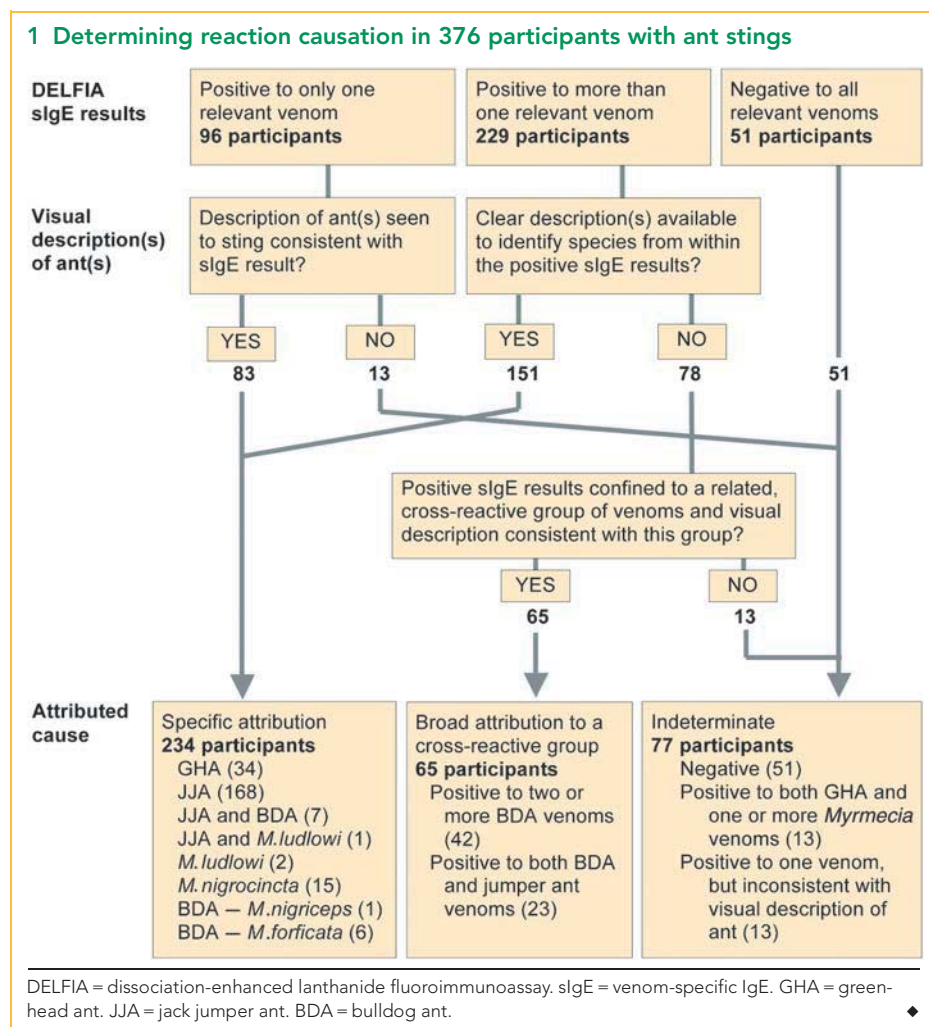 1 Determining reaction causation in 376 participants with ant stings
DELFIA
sIgE results
Positive to only one
relevant venom
96 participants
Positive to more than
one relevant venom
229 participants
Negative to all
relevant venoms
51 participants
Visual
description(s)
of ant(s)
Description of ant(s) seen
to sting consistent with
sIgE result?
Clear description(s) available
to identify species from within
the positive sIgE results?
YES
NO
YES
NO
83
13
151
78
51
Positive sIgE results confined to a related,
cross-reactive group of venoms and visual
description consistent with this group?
YES
NO
65
13
Attributed
cause
Specific attribution
234 participants
GHA (34)
JJA (168)
JJA and BDA (7)
JJA and M.ludlowi (1)
M.ludlowi (2)
M.nigrocincta (15)
BDA — M.nigriceps (1)
BDA — M.forficata (6)
Broad attribution to a
cross-reactive group
65 participants
Positive to two or
more BDA venoms
(42)
Positive to both BDA
and jumper ant
venoms (23)
Indeterminate
77 participants
Negative (51)
Positive to both GHA and
one or more Myrmecia
venoms (13)
Positive to one venom,
but inconsistent with
visual description of
ant (13)
DELFIA = dissociation-enhanced lanthanide fluoroimmunoassay. sIgE = venom-specific IgE. GHA = green-
head ant. JJA = jack jumper ant. BDA = bulldog ant. ◆